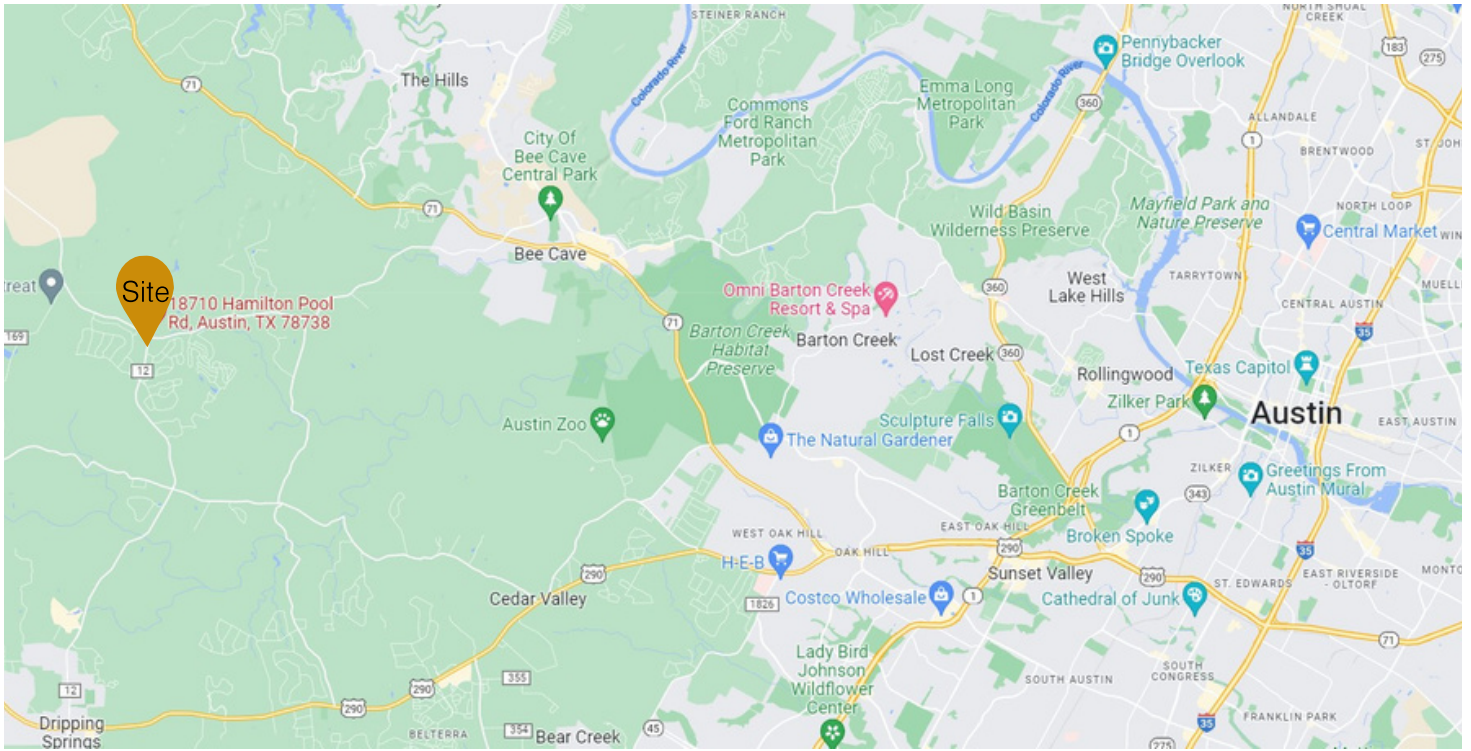 STEINER RANCH
NORTH SHOAL
CREEK
183
275
Pennybacker
Bridge Overlook
The Hills
71
Colorado River
Colorado River
Emma Long
Metropolitan
Park
360
Commons
Ford Ranch
Metropolitan
Park
ALLANDALE
1
BRENTWOOD
City Of
Bee Cave
Central Park
71
Wild Basin
Wilderness Preserve
Mayfield Park and
Nature Preserve
NORTH LOOP
Central Market
Bee Cave
TARRYTOWN
West
Lake Hills
360
Omni Barton Creek
Resort & Spa
CENTRAL AUSTIN
35
Site
18710 Hamilton Pool
Rd, Austin, TX 78738
169
12
71
Barton Creek
Habitat
Preserve
Barton Creek
Lost Creek
360
Rollingwood
Texas Capitol
Zilker Park
Austin
EAST AUSTIN
Austin Zoo
The Natural Gardener
Sculpture Falls
1
ZILKER
Greetings From
Austin Mural
343
Barton Creek
Greenbelt
Broken Spoke
WEST OAK HILL
EAST OAK HILL
OAK HILL
290
35
H-E-B
290
Sunset Valley
290
ST. EDWARDS
EAST RIVERSIDE
- OLTORF
Cedar Valley
1826
Costco Wholesale
1
Cathedral of Junk
71
Lady Bird
Johnson
Wildflower
Center
SOUTH AUSTIN
SOUTH
CONGRESS
355
12
290
290
Dripping
Springs
BELTERRA
354
Bear Creek
45
35
FRANKLIN PARK
275